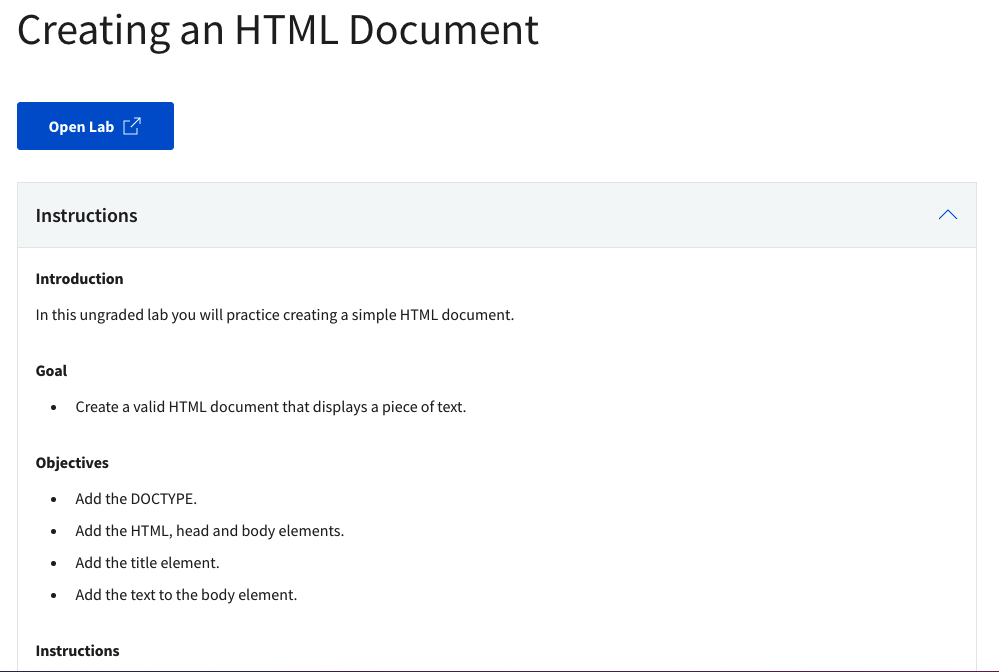 Creating an HTML Document
Open Lab
Instructions
Introduction
In this ungraded lab you will practice creating a simple HTML document.
Goal
Create a valid HTML document that displays a piece of text.
Objectives
Add the DOCTYPE.
Add the HTML, head and body elements.
Add the title element.
Add the text to the body element.
Instructions